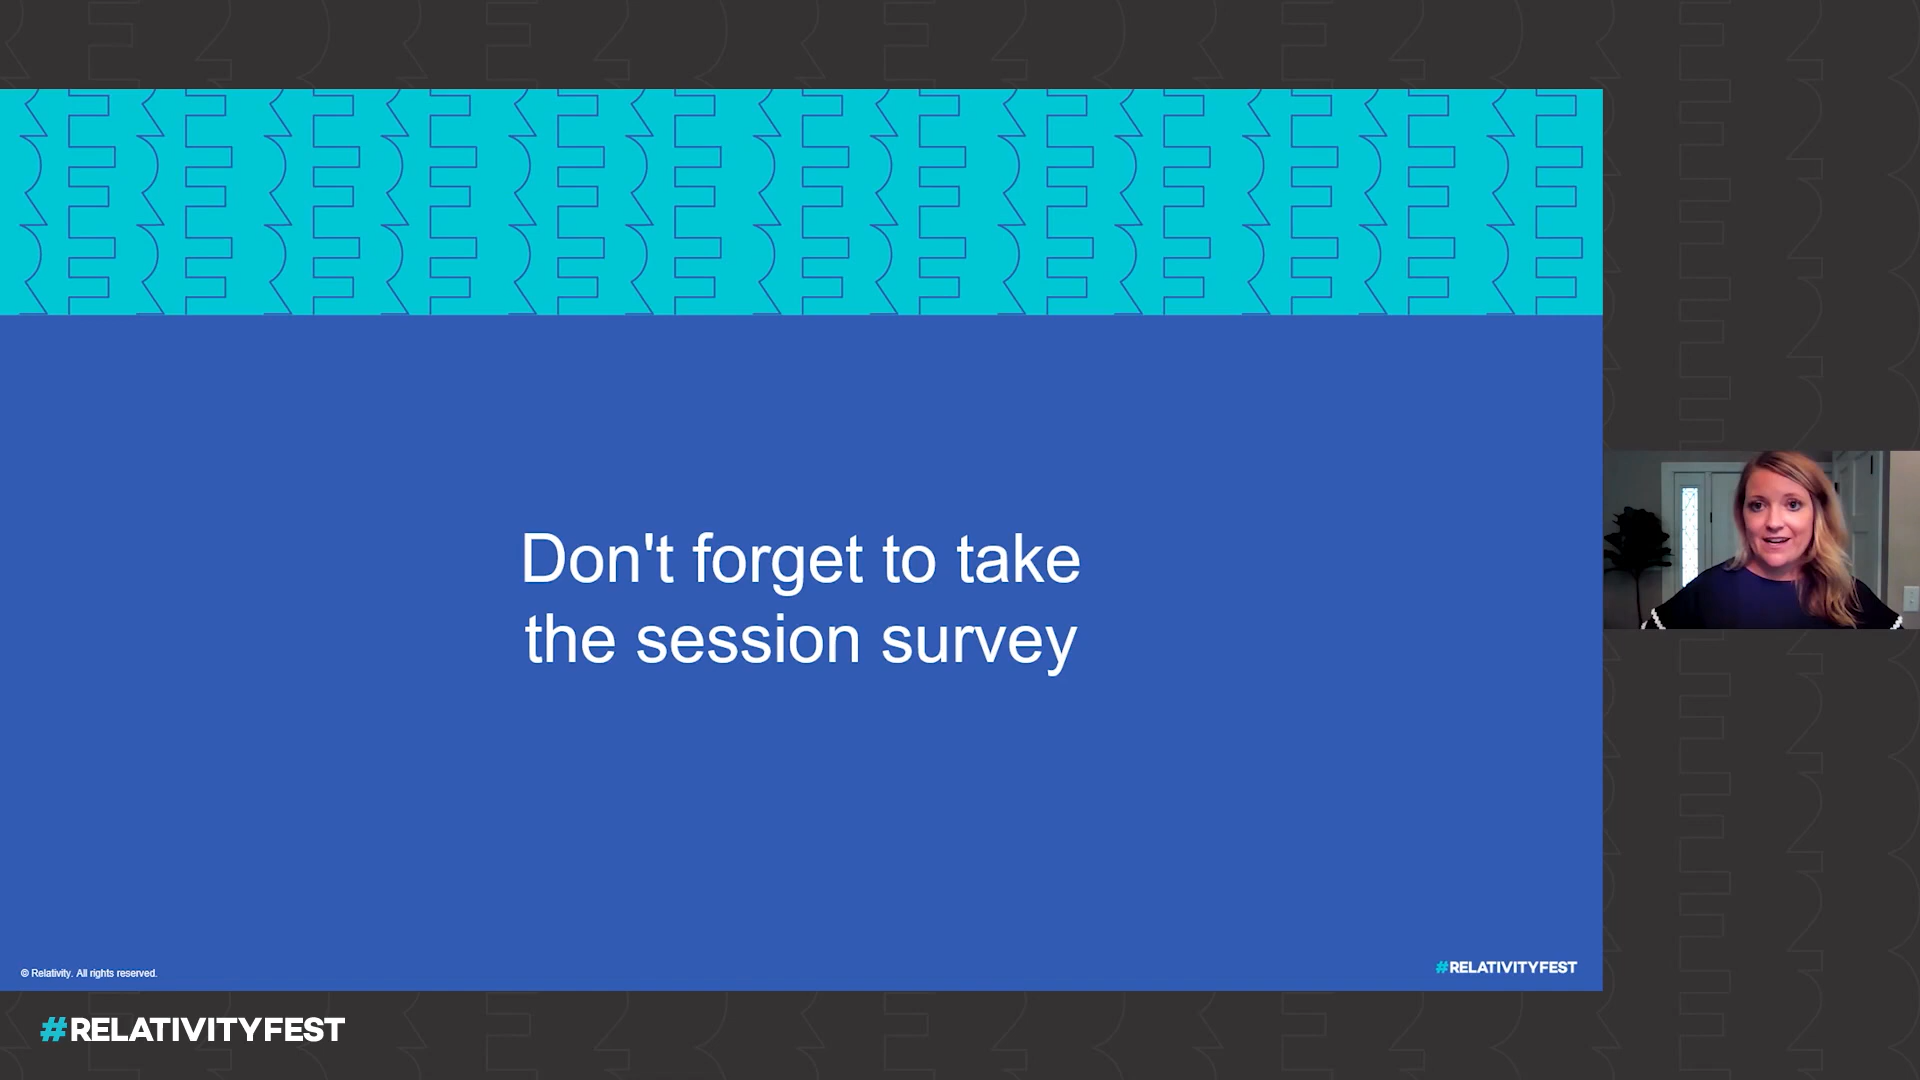 Don't forget to take
the session survey
© Relativity. All rights reserved.
#RELATIVITYFEST
#RELATIVITYFEST